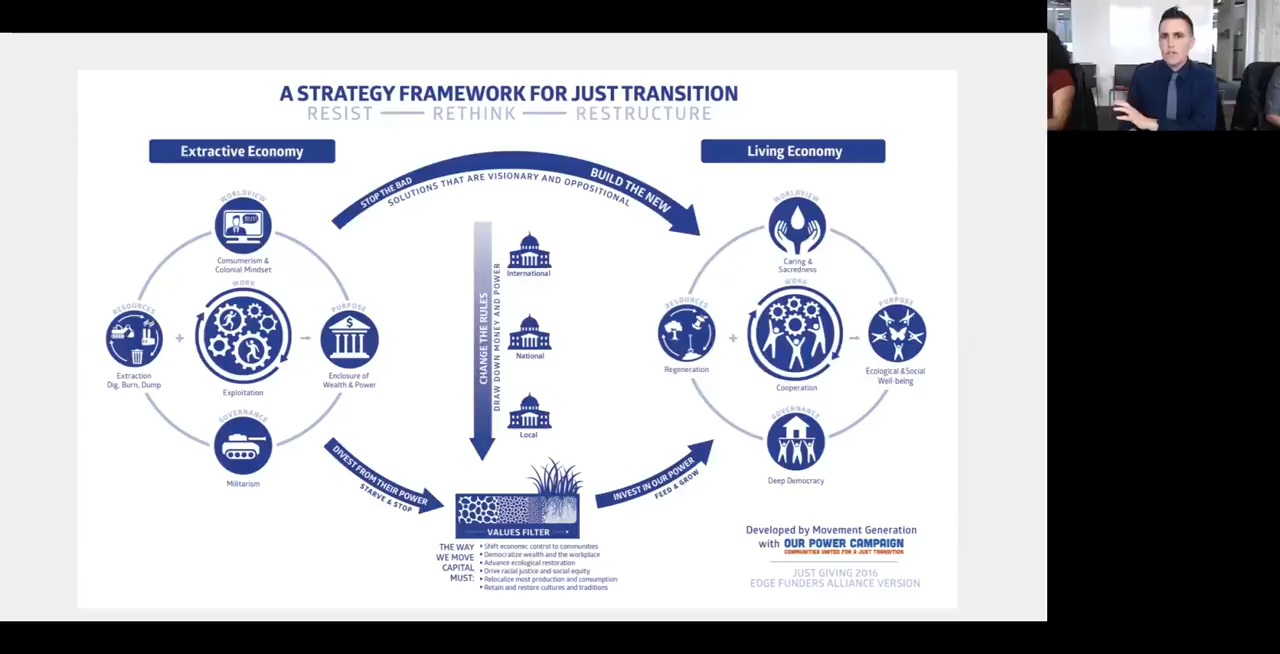 A STRATEGY FRAMEWORK FOR JUST TRANSITION
RESIST RETHINK RESTRUCTURE
Extractive Economy
Living Economy
STOP THE BAD
BUILD THE NEW
SOLUTIONS THAT ARE VISIONARY AND OPPOSITIONAL
WORLDVIEW
BUY!
Consumerism &
Colonial Mindset
RESOURCES
Extraction
Dig, Burn, Dump
+
WORK
Exploitation
PURPOSE
$
Enclosure of
Wealth & Power
GOVERNANCE
Militarism
CHANGE THE RULES
DRAW DOWN MONEY AND POWER
International
National
Local
WORLDVIEW
Caring &
Sacredness
RESOURCES
Regeneration
+
WORK
Cooperation
PURPOSE
Ecological & Social
Well-being
GOVERNANCE
Deep Democracy
DIVEST FROM THEIR POWER
STARVE & STOP
INVEST IN OUR POWER
FEED & GROW
VALUES FILTER
THE WAY
WE MOVE
CAPITAL
MUST:
• Shift economic control to communities
• Democratize wealth and the workplace
• Advance ecological restoration
• Drive racial justice and social equity
• Relocalize most production and consumption
• Retain and restore cultures and traditions
Developed by Movement Generation
with OUR POWER CAMPAIGN
COMMUNITIES UNITED FOR A JUST TRANSITION
JUST GIVING 2016
EDGE FUNDERS ALLIANCE VERSION